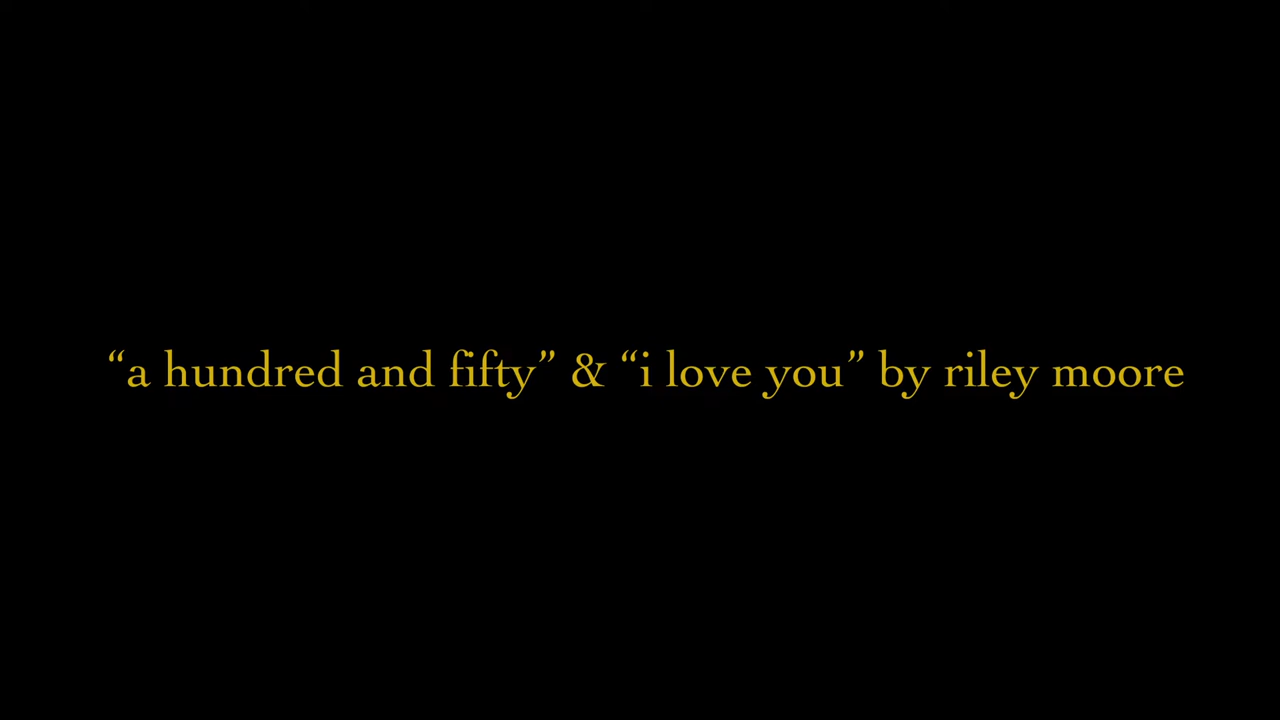 “a hundred and fifty” & “i love you” by riley moore